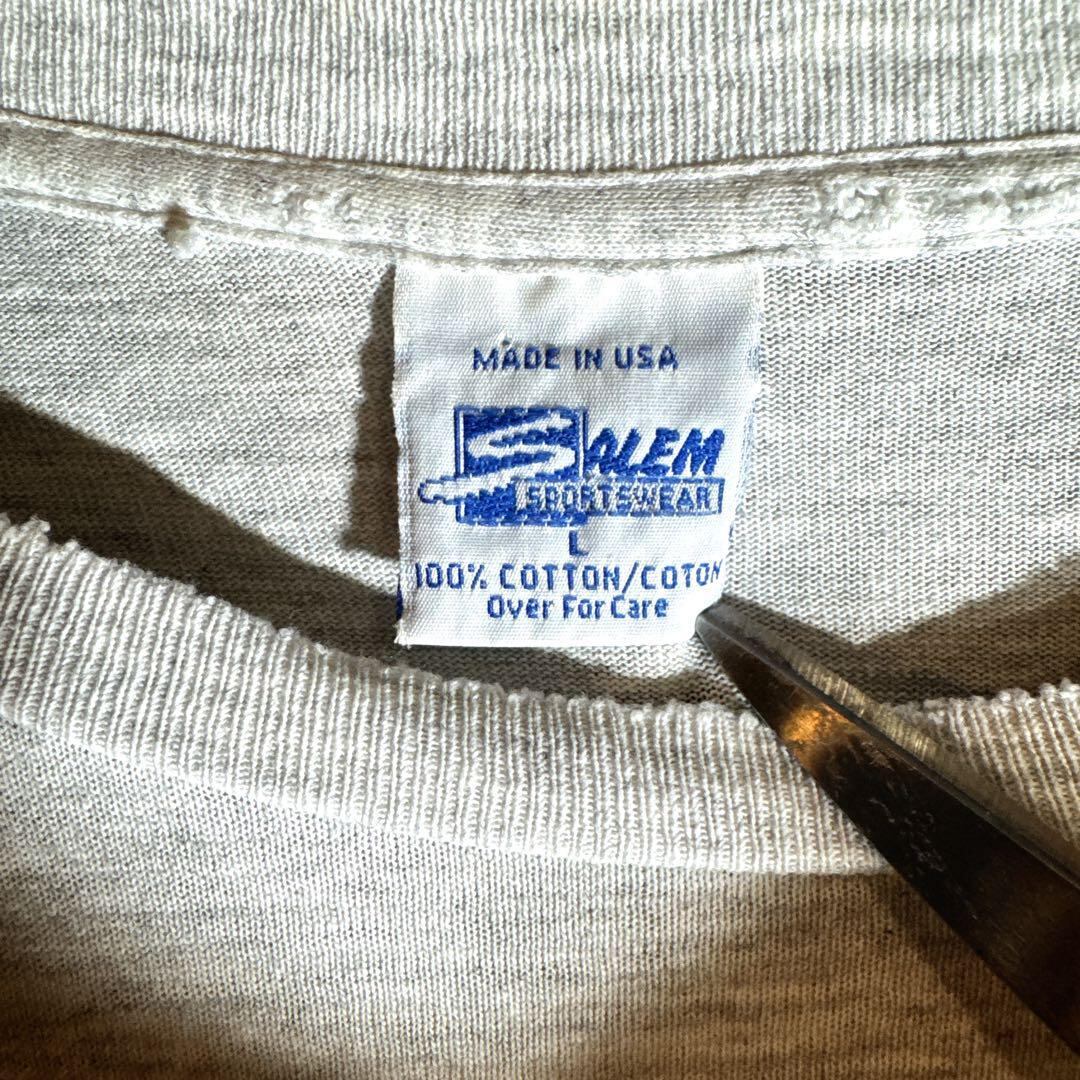 MADE IN USA
SALEM
SPORTSWEAR
L
100% COTTON/COTON
Over For Care